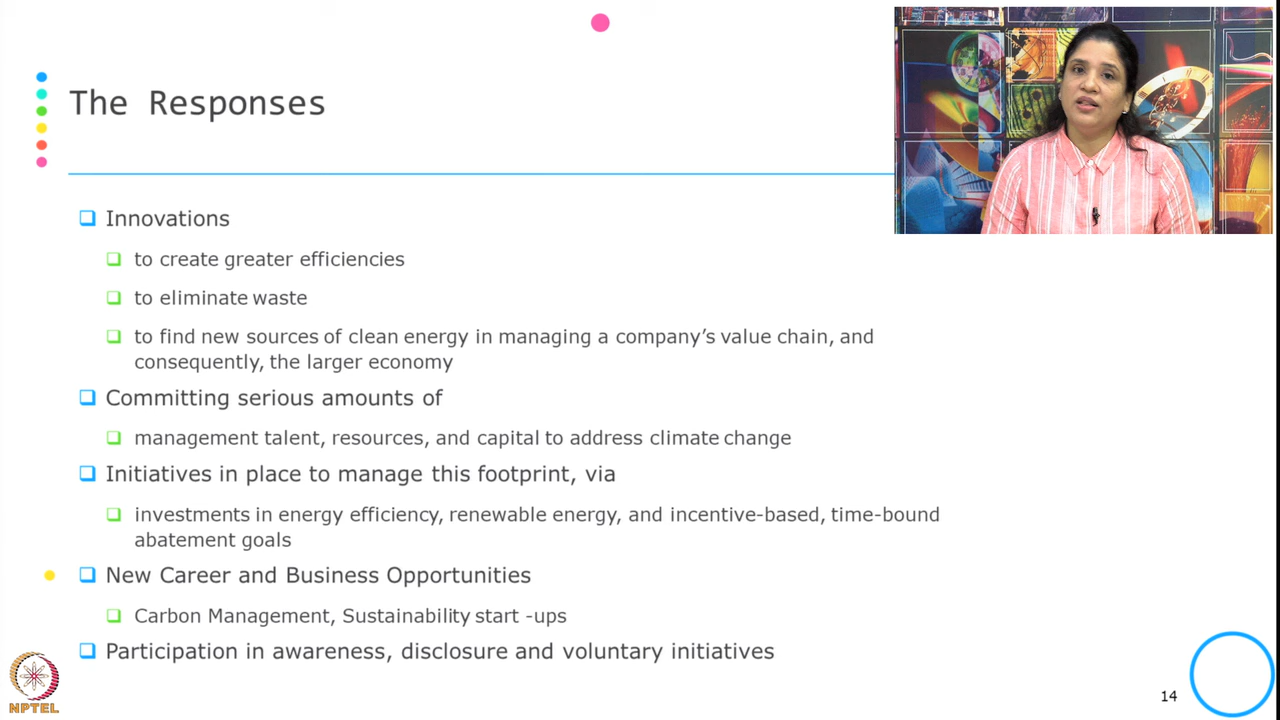 The Responses
Innovations
to create greater efficiencies
to eliminate waste
to find new sources of clean energy in managing a company’s value chain, and
consequently, the larger economy
Committing serious amounts of
management talent, resources, and capital to address climate change
Initiatives in place to manage this footprint, via
investments in energy efficiency, renewable energy, and incentive-based, time-bound
abatement goals
New Career and Business Opportunities
Carbon Management, Sustainability start -ups
Participation in awareness, disclosure and voluntary initiatives
NPTEL
14